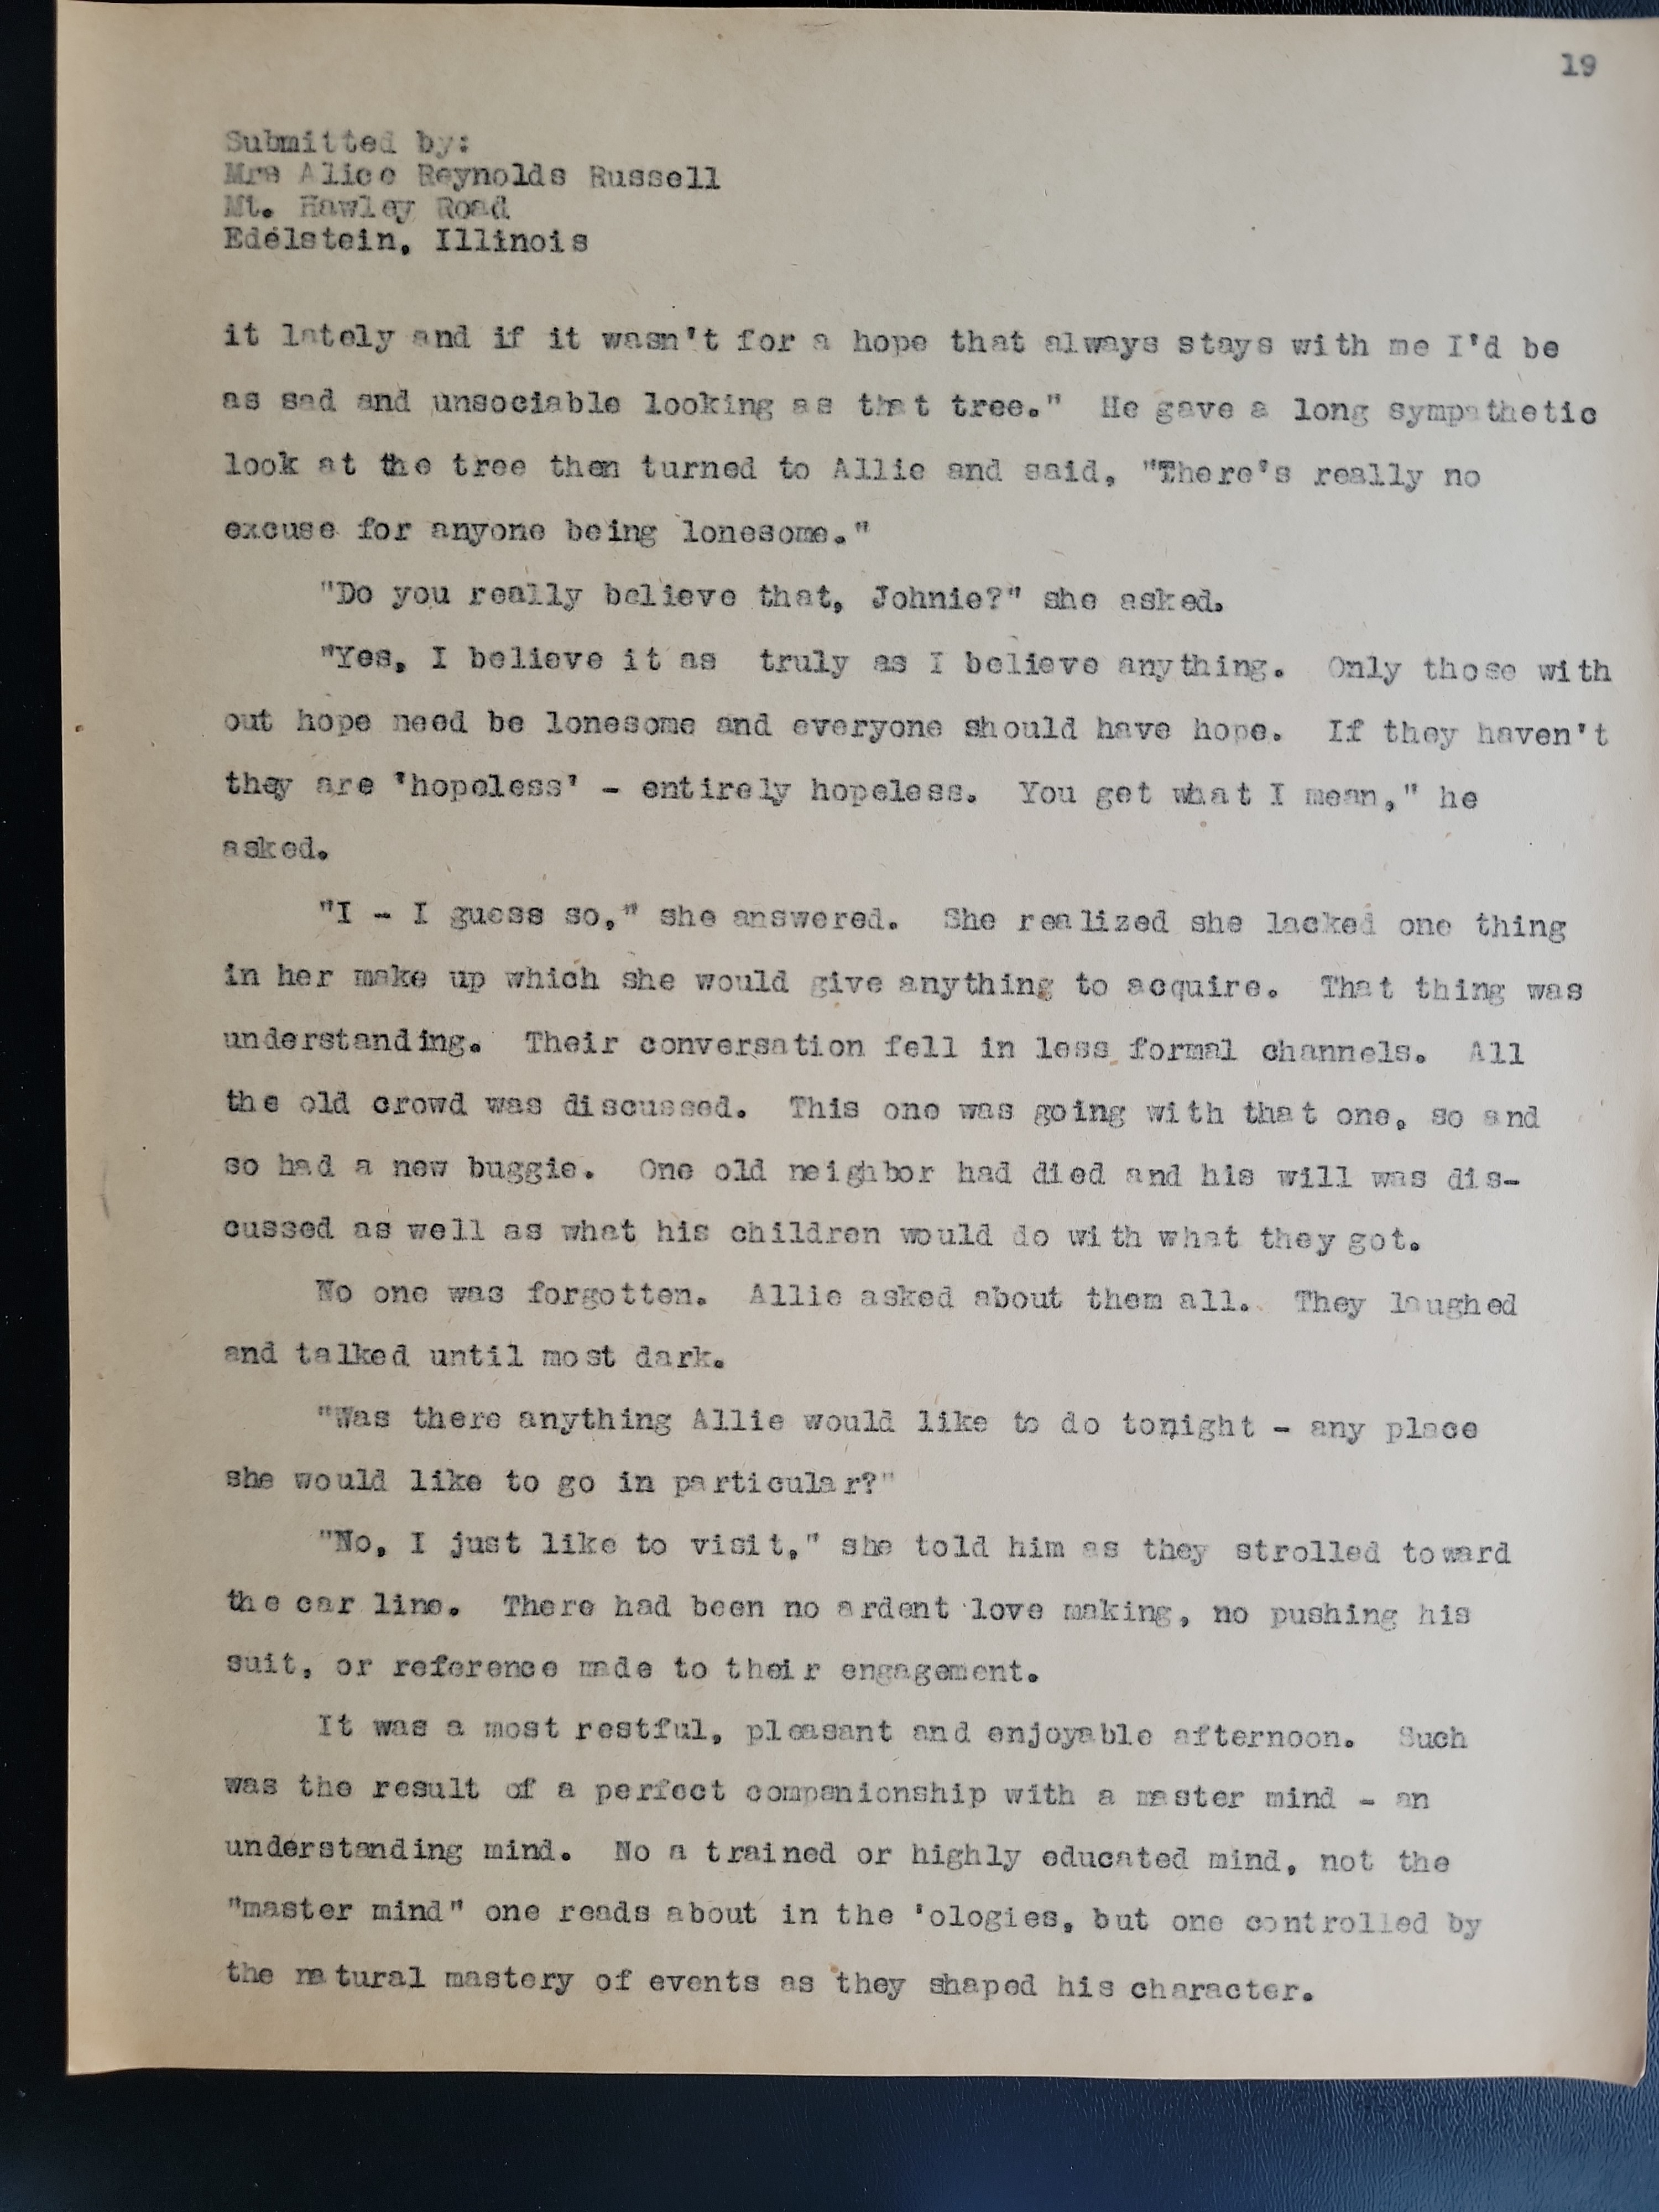 19
Submitted by:
Mrs Alice Reynolds Russell
Mt. Hawley Road
Edelstein, Illinois
it lately and if it wasn't for a hope that always stays with me I'd be
as sad and unsociable looking as that tree." He gave a long sympathetic
look at the tree then turned to Allie and said, "There's really no
excuse for anyone being lonesome."
"Do you really believe that, Johnie?" she asked.
"Yes, I believe it as truly as I believe anything. Only those with
out hope need be lonesome and everyone should have hope. If they haven't
they are 'hopeless' - entirely hopeless. You get what I mean," he
asked.
"I - I guess so," she answered. She realized she lacked one thing
in her make up which she would give anything to acquire. That thing was
understanding. Their conversation fell in less formal channels. All
the old crowd was discussed. This one was going with that one, so and
so had a new buggie. One old neighbor had died and his will was dis-
cussed as well as what his children would do with what they got.
No one was forgotten. Allie asked about them all. They laughed
and talked until most dark.
"Was there anything Allie would like to do tonight - any place
she would like to go in particular?"
"No, I just like to visit," she told him as they strolled toward
the car line. There had been no ardent love making, no pushing his
suit, or reference made to their engagement.
It was a most restful, pleasant and enjoyable afternoon. Such
was the result of a perfect companionship with a master mind - an
understanding mind. No a trained or highly educated mind, not the
"master mind" one reads about in the 'ologies, but one controlled by
the natural mastery of events as they shaped his character.